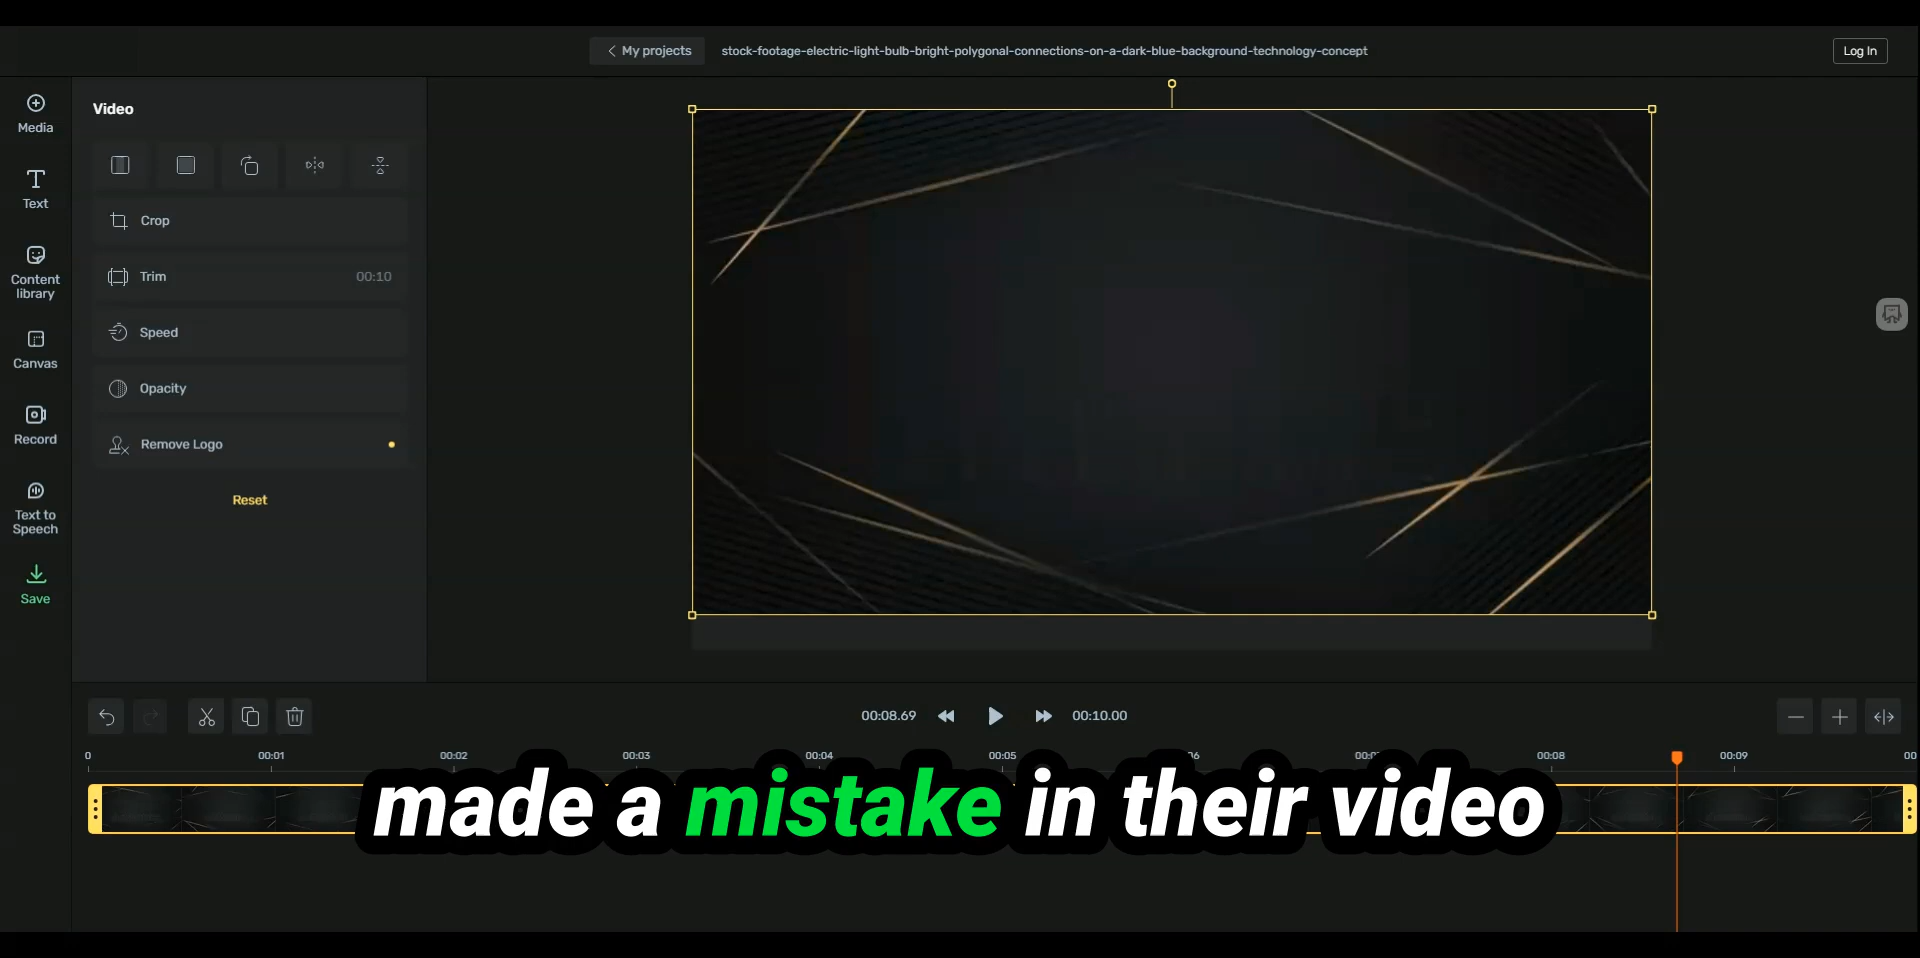 My projects
stock-footage-electric-light-bulb-bright-polygonal-connections-on-a-dark-blue-background-technology-concept
Log In
Media
Text
Content
library
Canvas
Record
Text to
Speech
Save
Video
Crop
Trim 00:10
Speed
Opacity
Remove Logo
Reset
00:08.69 00:10.00
0 00:01 00:02 00:03 00:04 00:05 00:08 00:09
made a mistake in their video